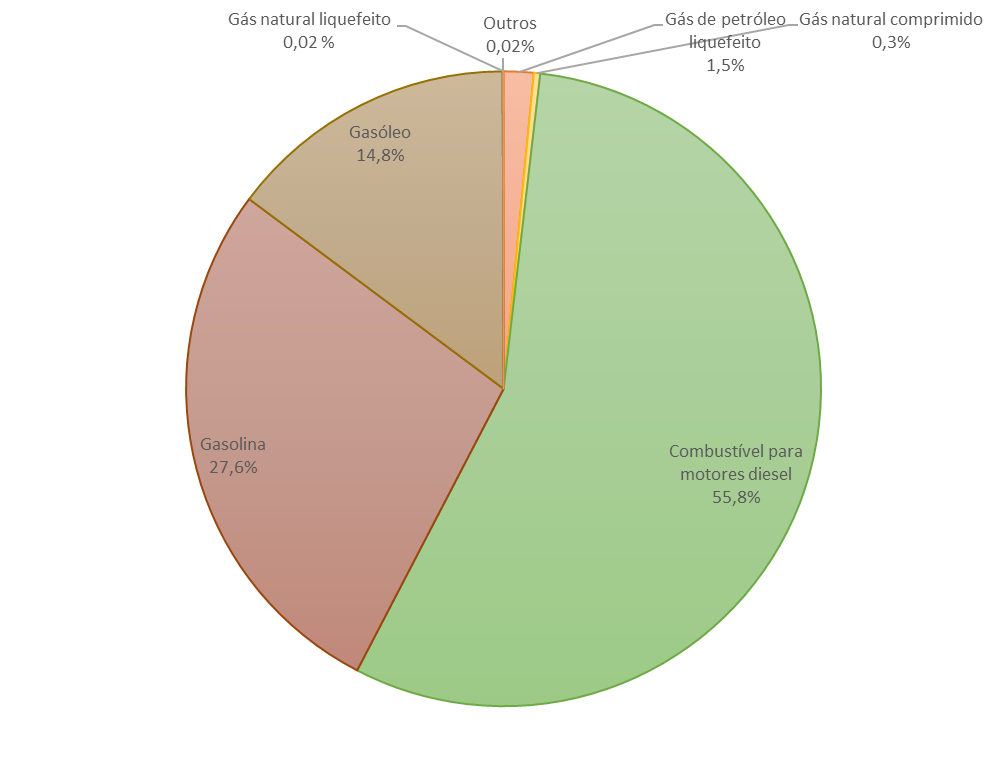 Gás natural liquefeito
0,02 %
Outros
0,02%
Gás de petróleo
liquefeito
1,5%
Gás natural comprimido
0,3%
Gasóleo
14,8%
Gasolina
27,6%
Combustível para
motores diesel
55,8%